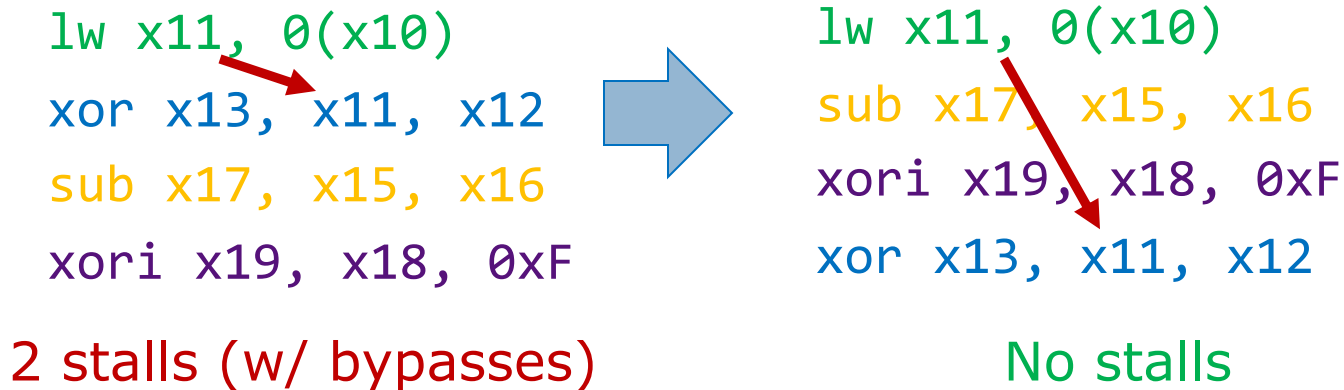 lw x11, 0(x10)
xor x13, x11, x12
sub x17, x15, x16
xori x19, x18, 0xF
2 stalls (w/ bypasses)
lw x11, 0(x10)
sub x17, x15, x16
xori x19, x18, 0xF
xor x13, x11, x12
No stalls